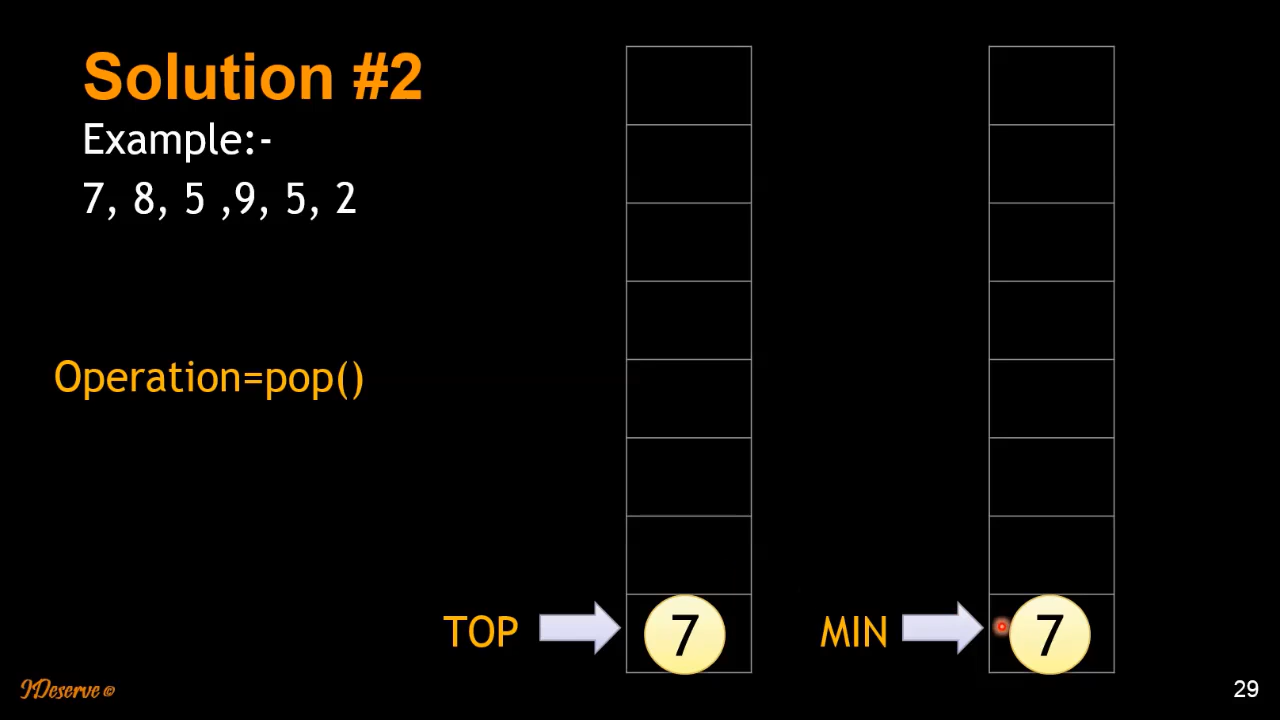 Solution #2
Example:-
7, 8, 5 ,9, 5, 2
Operation=pop()
TOP
7
MIN
7
IDeserve ©
29